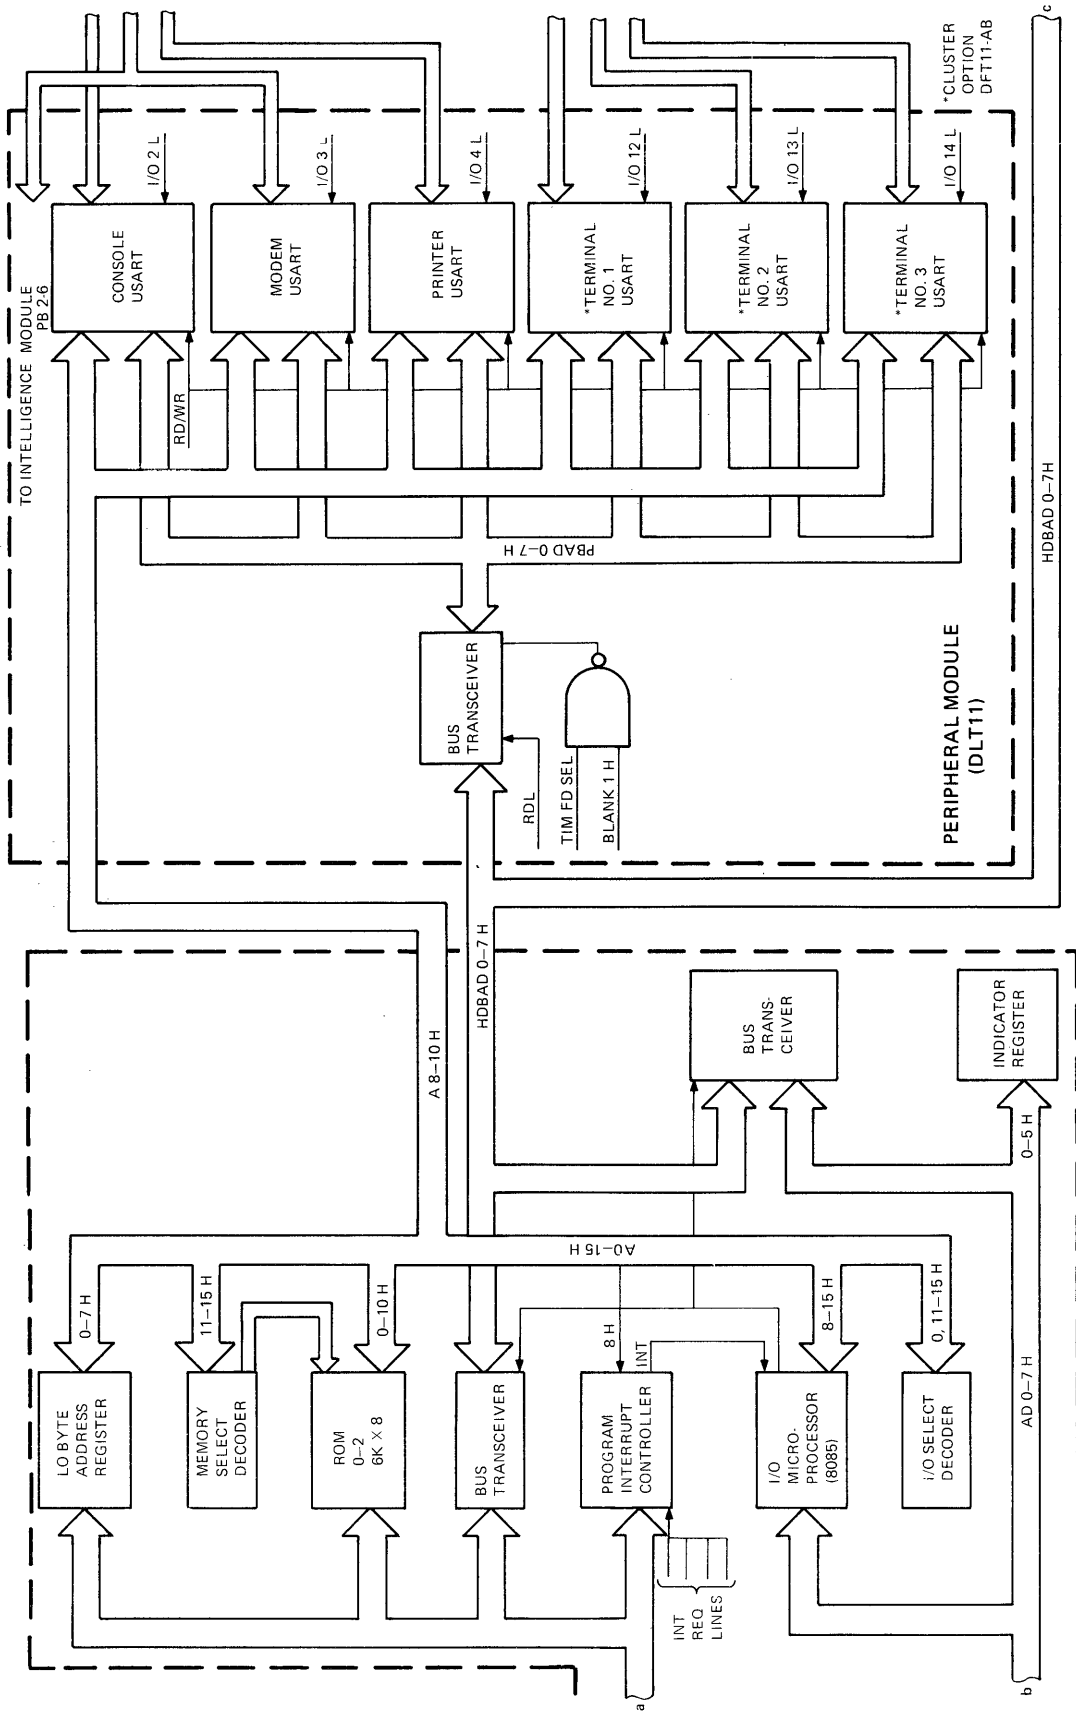 TO INTELLIGENCE MODULE
PB 2-6
CONSOLE
USART
I/O 2 L
RD/WR
MODEM
USART
I/O 3 L
PRINTER
USART
I/O 4 L
*TERMINAL
NO. 1
USART
I/O 12 L
*TERMINAL
NO. 2
USART
I/O 13 L
*TERMINAL
NO. 3
USART
I/O 14 L
*CLUSTER
OPTION
DFT11-AB
PBAD 0–7 H
BUS
TRANSCEIVER
RDL
TIM FD SEL
BLANK 1 H
PERIPHERAL MODULE
(DLT11)
HDBAD 0–7H
c
A 8–10 H
HDBAD 0–7 H
BUS
TRANS-
CEIVER
INDICATOR
REGISTER
0–5 H
A0–15 H
0–7 H
11–15 H
0–10 H
8 H
INT
8–15 H
0, 11–15 H
LO BYTE
ADDRESS
REGISTER
MEMORY
SELECT
DECODER
ROM
0–2
6K X 8
BUS
TRANSCEIVER
PROGRAM
INTERRUPT
CONTROLLER
I/O
MICRO-
PROCESSOR
(8085)
I/O SELECT
DECODER
AD 0–7 H
INT
REQ
LINES
a
b